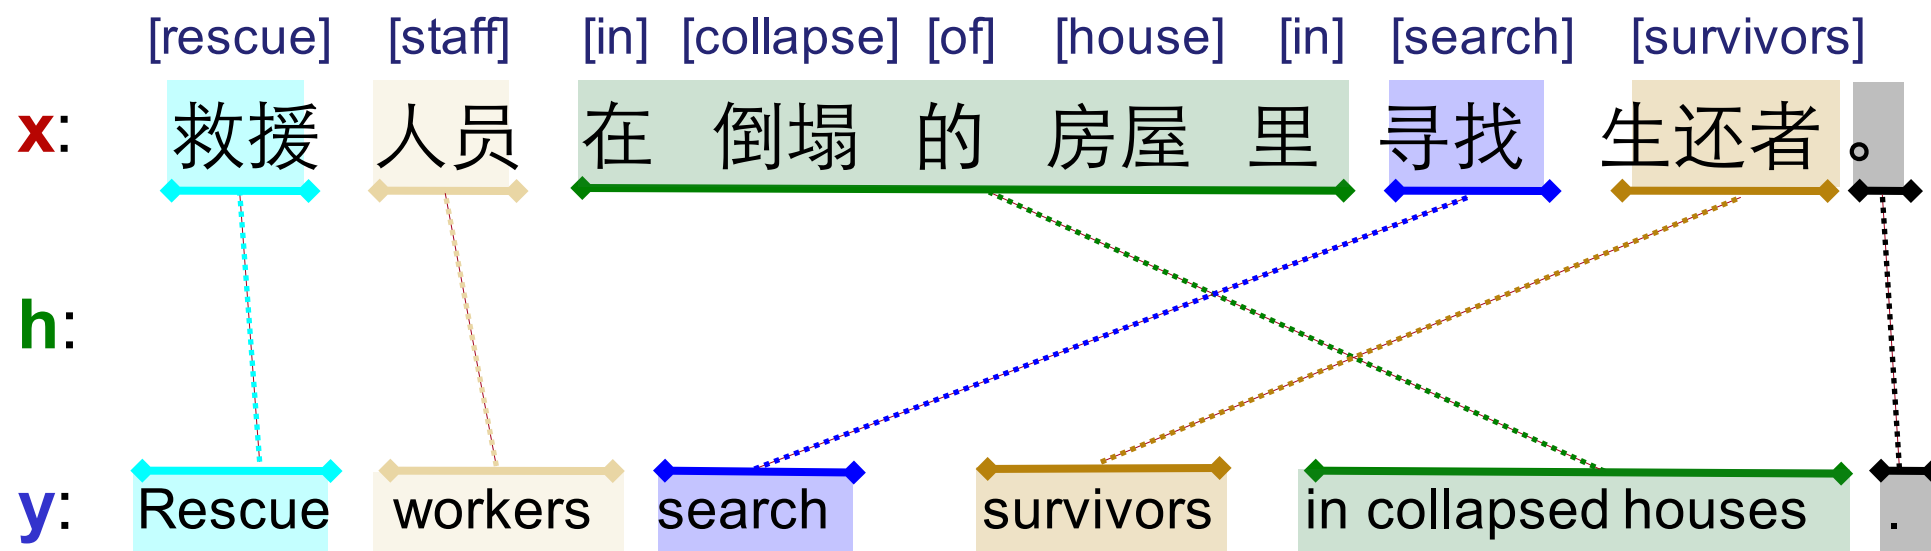 [rescue] [staff] [in] [collapse] [of] [house] [in] [search] [survivors]
x: 救援 人员 在 倒塌 的 房屋 里 寻找 生还者 。
h:
y: Rescue workers search survivors in collapsed houses .